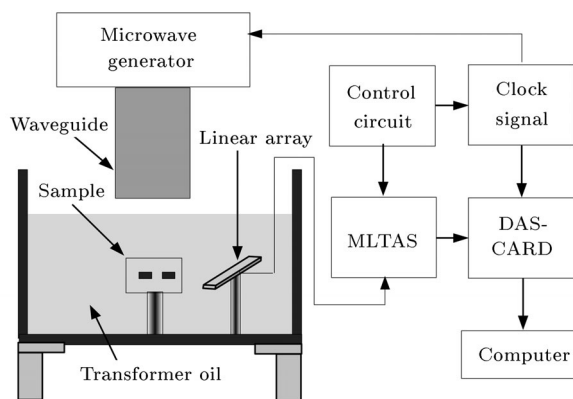 Microwave
generator
Waveguide
Linear array
Sample
Transformer oil
Control
circuit
Clock
signal
MLTAS
DAS-
CARD
Computer